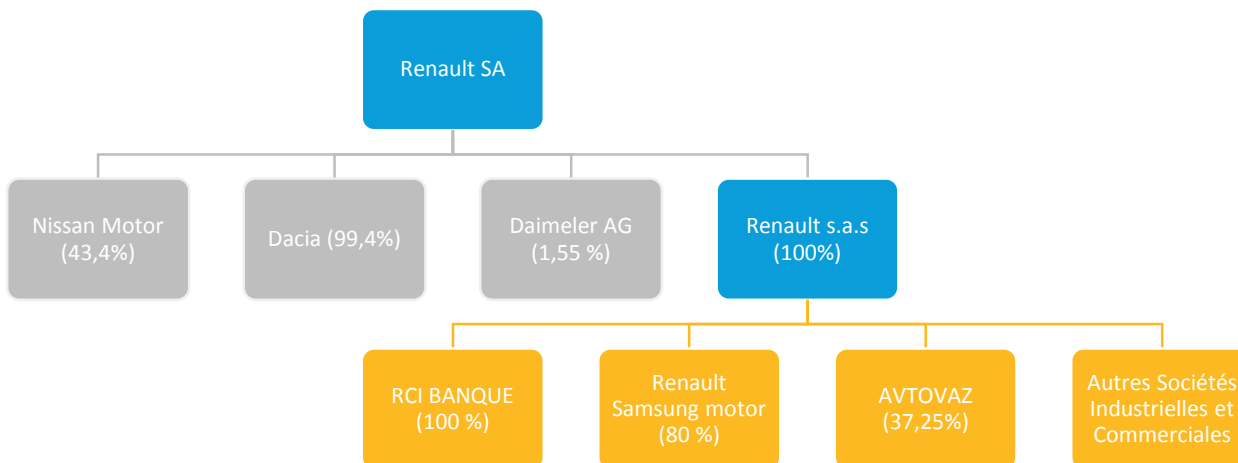 Renault SA
Nissan Motor
(43,4%)
Dacia (99,4%)
Daimeler AG
(1,55 %)
Renault s.a.s
(100%)
RCI BANQUE
(100 %)
Renault
Samsung motor
(80 %)
AVTOVAZ
(37,25%)
Autres Sociétés
Industrielles et
Commerciales